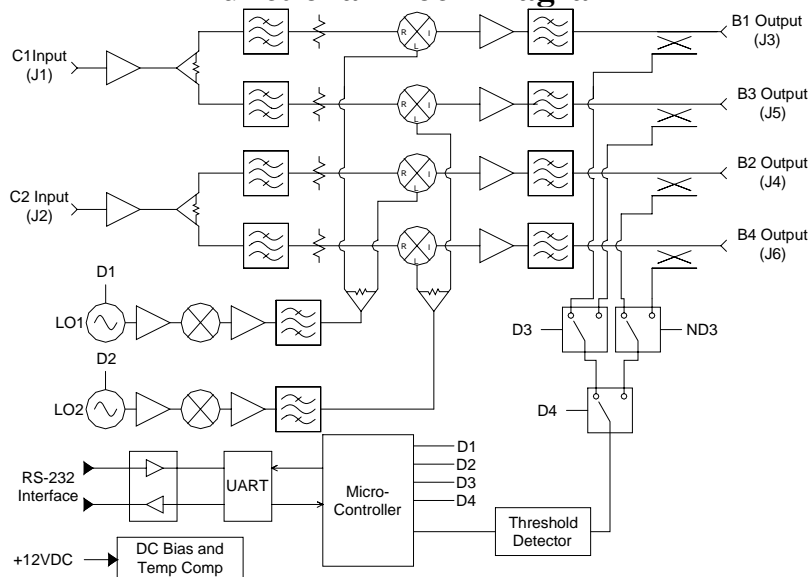 C1Input
(J1)
R
I
L
B1 Output
(J3)
R
I
L
B3 Output
(J5)
C2 Input
(J2)
R
I
L
B2 Output
(J4)
R
I
L
B4 Output
(J6)
D1
LO1
D2
LO2
D3
ND3
D4
RS-232
Interface
UART
Micro-
Controller
D1
D2
D3
D4
Threshold
Detector
+12VDC
DC Bias and
Temp Comp